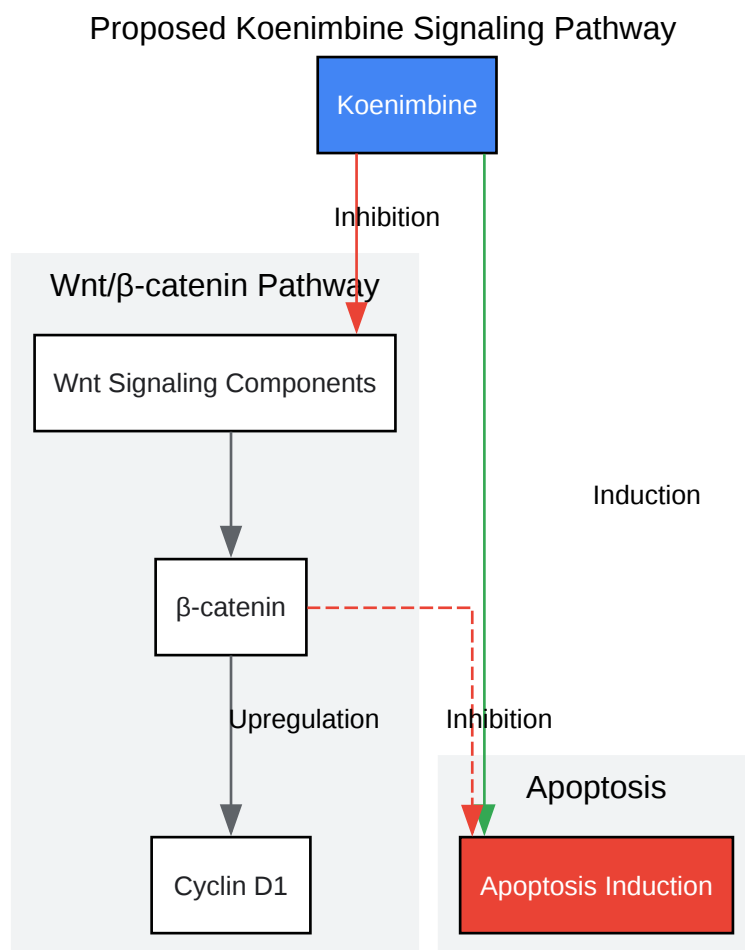 Proposed Koenimbine Signaling Pathway
Koenimbine
Inhibition
Wnt/β-catenin Pathway
Wnt Signaling Components
Induction
β-catenin
Upregulation
Inhibition
Apoptosis
Cyclin D1
Apoptosis Induction